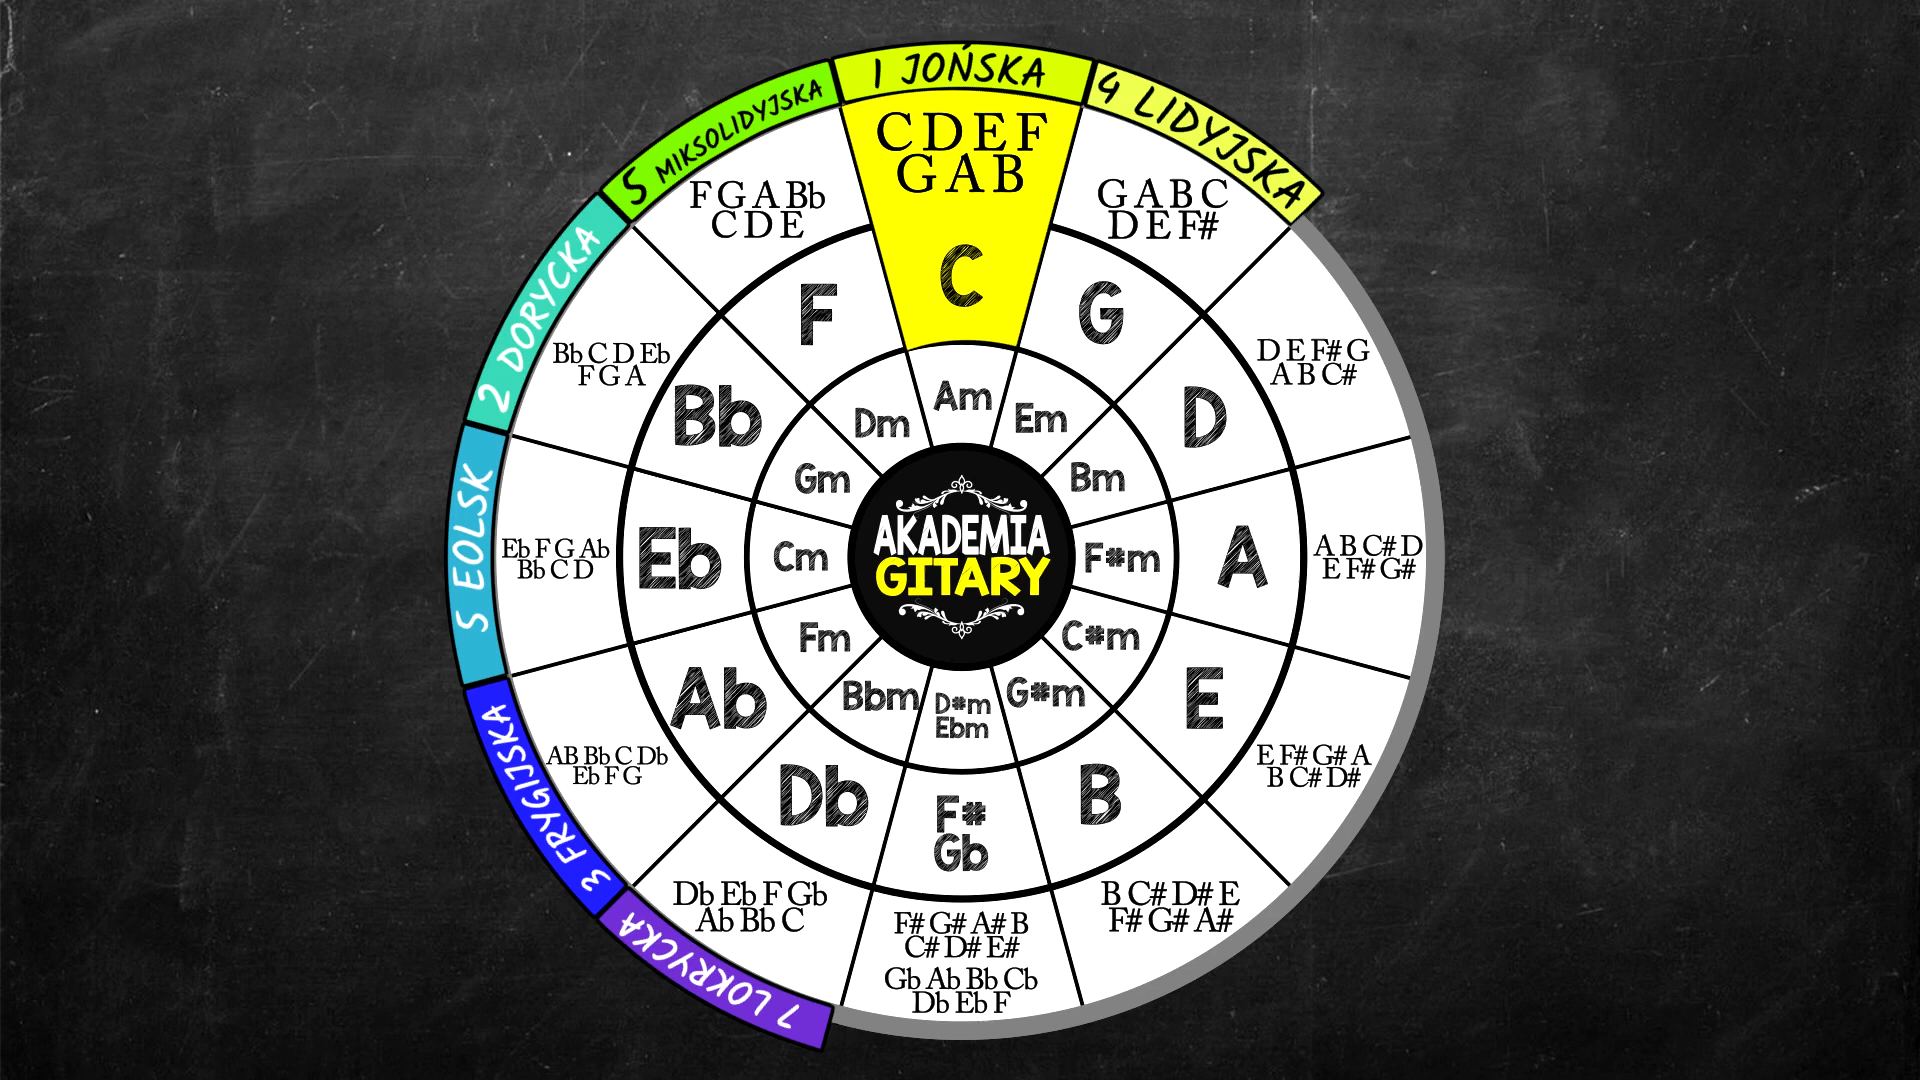 1 JOŃSKA
4 LIDYJSKA
5 MIKSOLIDYJSKA
2 DORYCKA
5 EOLSK
3 FRYGIJSKA
7 LOKRYCKA
C D E F
G A B
C
Am
G A B C
D E F#
G
Em
D E F# G
A B C#
D
Bm
A B C# D
E F# G#
A
F#m
E F# G# A
B C# D#
E
C#m
B C# D# E
F# G# A#
B
G#m
F# G# A# B
C# D# E#
Gb Ab Bb Cb
Db Eb F
F#
Gb
D#m
Ebm
Db Eb F Gb
Ab Bb C
Db
Bbm
AB Bb C Db
Eb F G
Ab
Fm
Eb F G Ab
Bb C D
Eb
Cm
Bb C D Eb
F G A
Bb
Gm
F G A Bb
C D E
F
Dm
AKADEMIA
GITARY